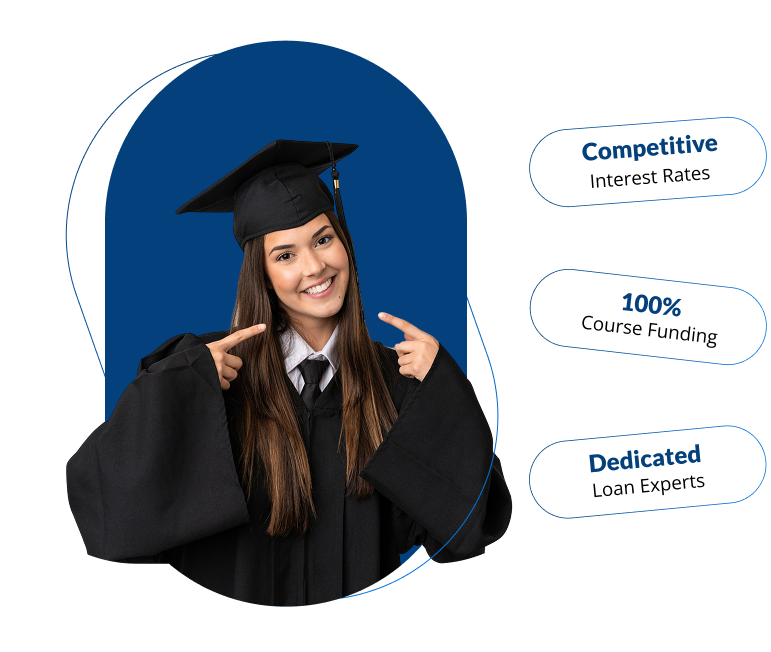 Competitive
Interest Rates
100%
Course Funding
Dedicated
Loan Experts